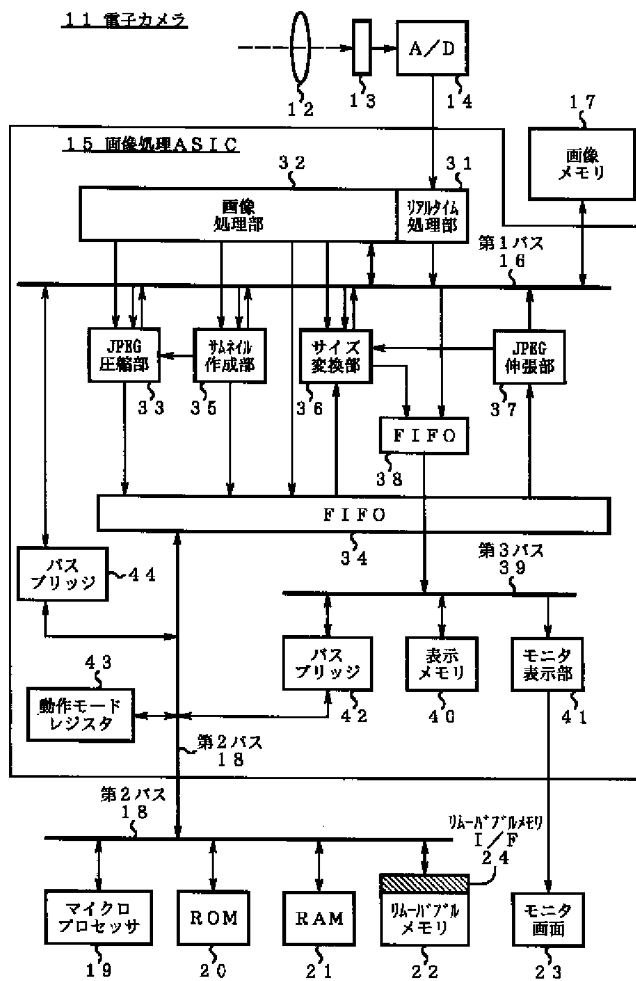 11 電子カメラ
A/D
12
13
14
17
画像
メモリ
15 画像処理ASIC
32
31
画像
処理部
リアルタイム
処理部
第1バス
16
JPEG
圧縮部
サムネイル
作成部
サイズ
変換部
JPEG
伸張部
33
35
36
37
FIFO
38
FIFO
34
バス
ブリッジ
44
第3バス
39
43
動作モード
レジスタ
バス
ブリッジ
42
表示
メモリ
40
モニタ
表示部
41
第2バス
18
第2バス
18
リムーバブルメモリ
I/F
24
マイクロ
プロセッサ
19
ROM
20
RAM
21
リムーバブル
メモリ
22
モニタ
画面
23